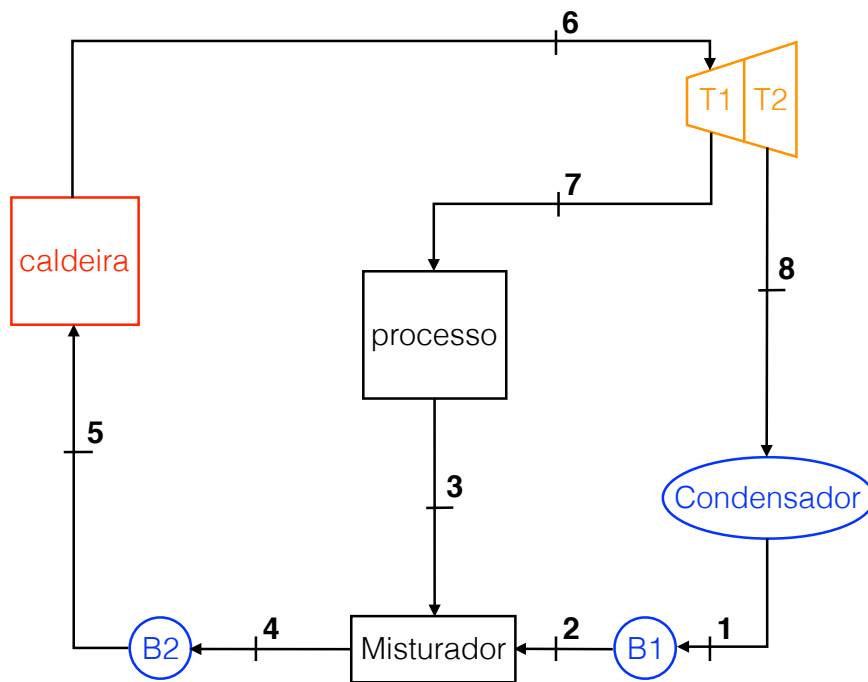 6
T1
T2
7
caldeira
8
processo
5
3
Condensador
4
2
1
B2
Misturador
B1